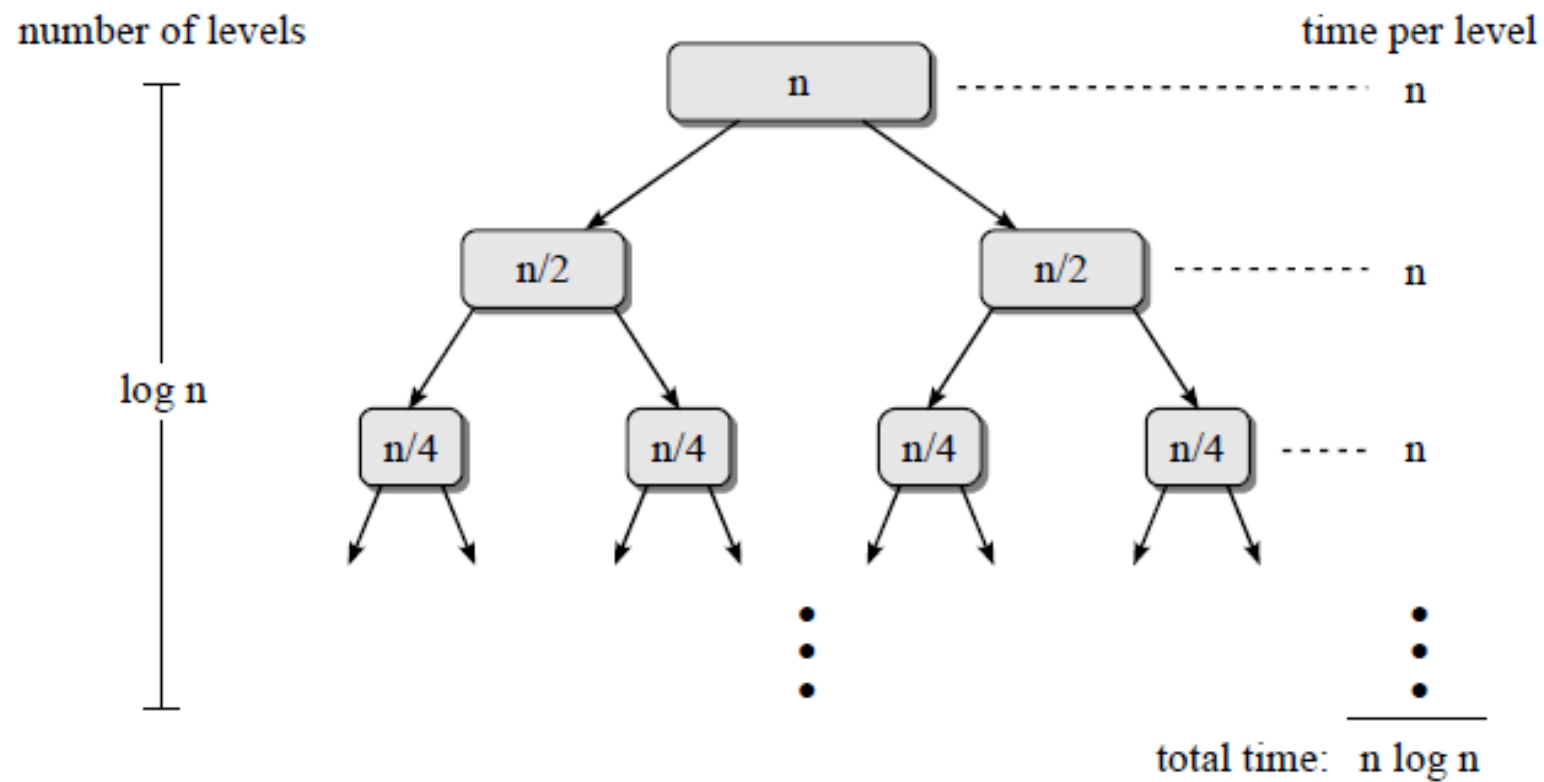 number of levels
time per level
n
n
n/2
n/2
n
log n
n/4
n/4
n/4
n/4
n
total time: n log n